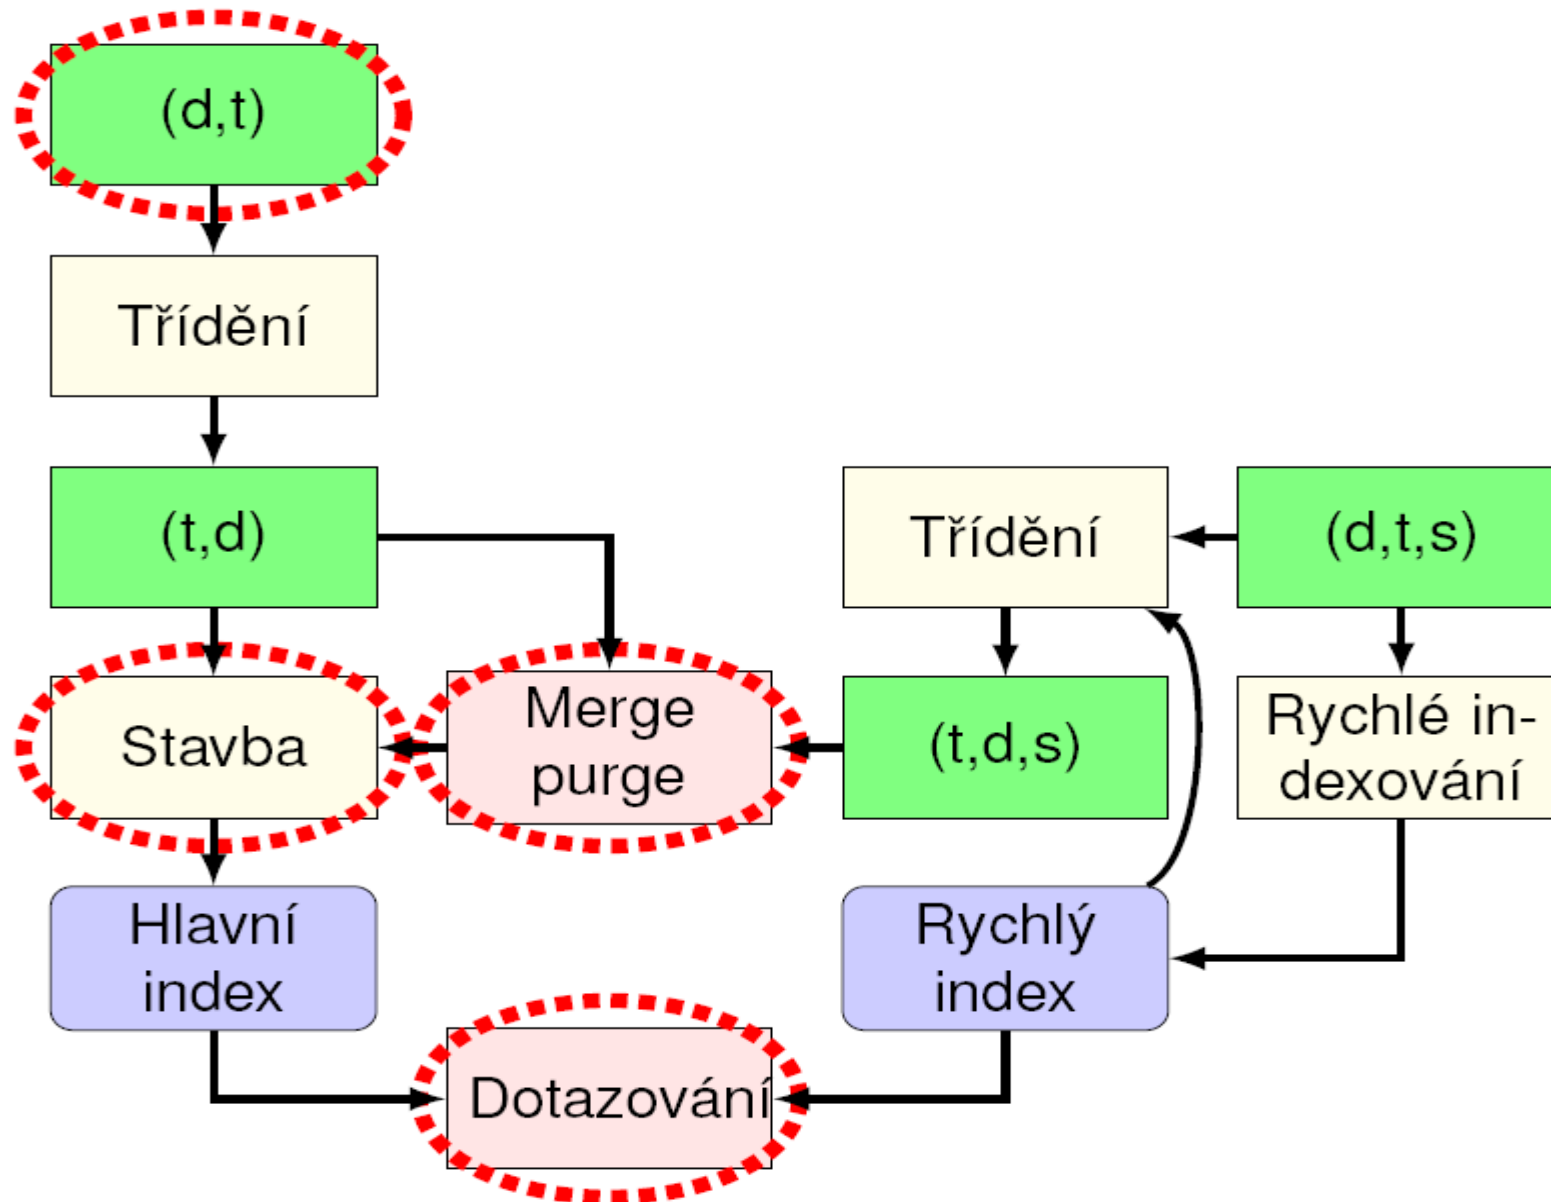 (d,t)
Třídění
(t,d)
Třídění
(d,t,s)
Stavba
Merge
purge
(t,d,s)
Rychlé in-
dexování
Hlavní
index
Rychlý
index
Dotazování